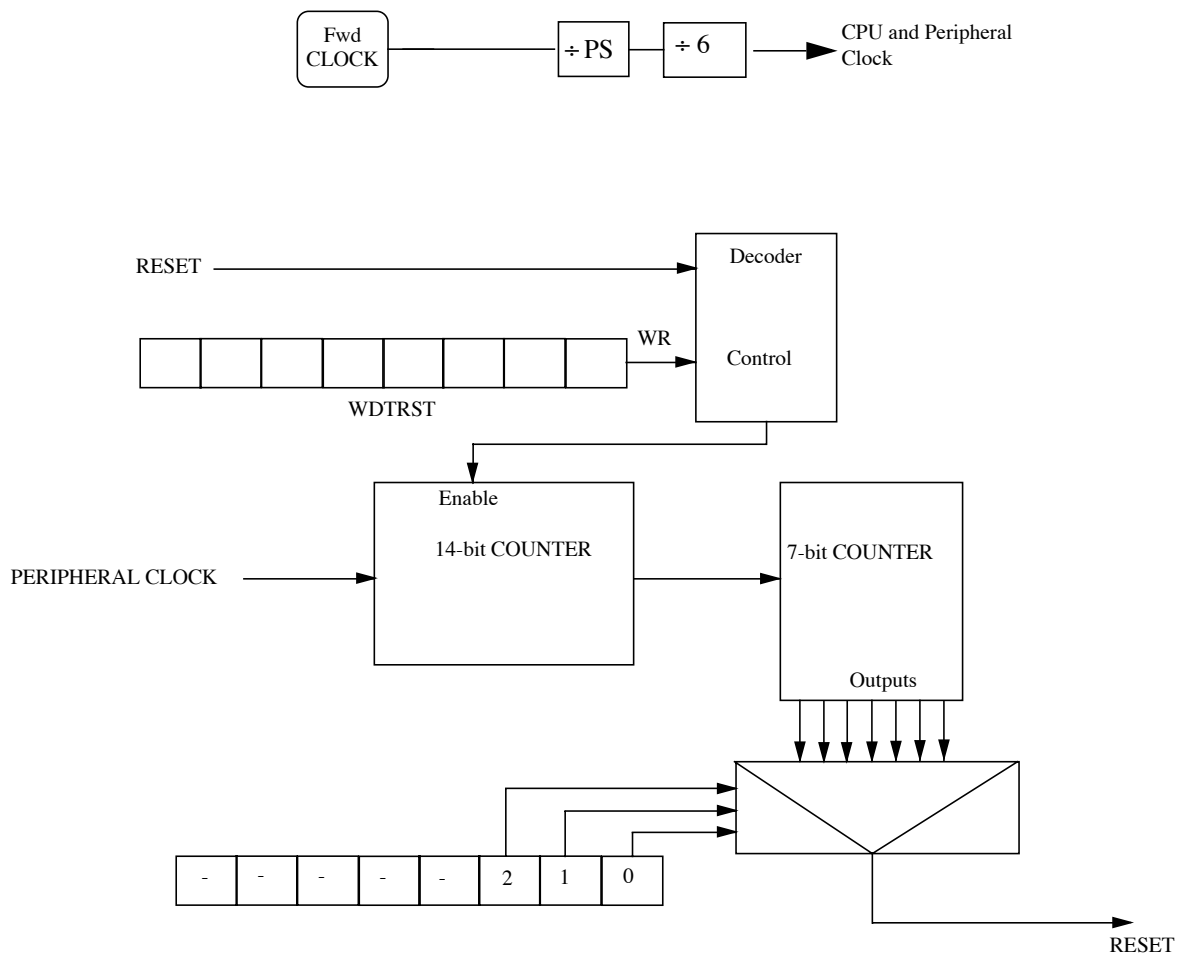 Fwd
CLOCK
÷ PS
÷ 6
CPU and Peripheral
Clock
RESET
Decoder
Control
WR
WDTRST
Enable
14-bit COUNTER
7-bit COUNTER
PERIPHERAL CLOCK
Outputs
- - - - - 2 1 0
RESET